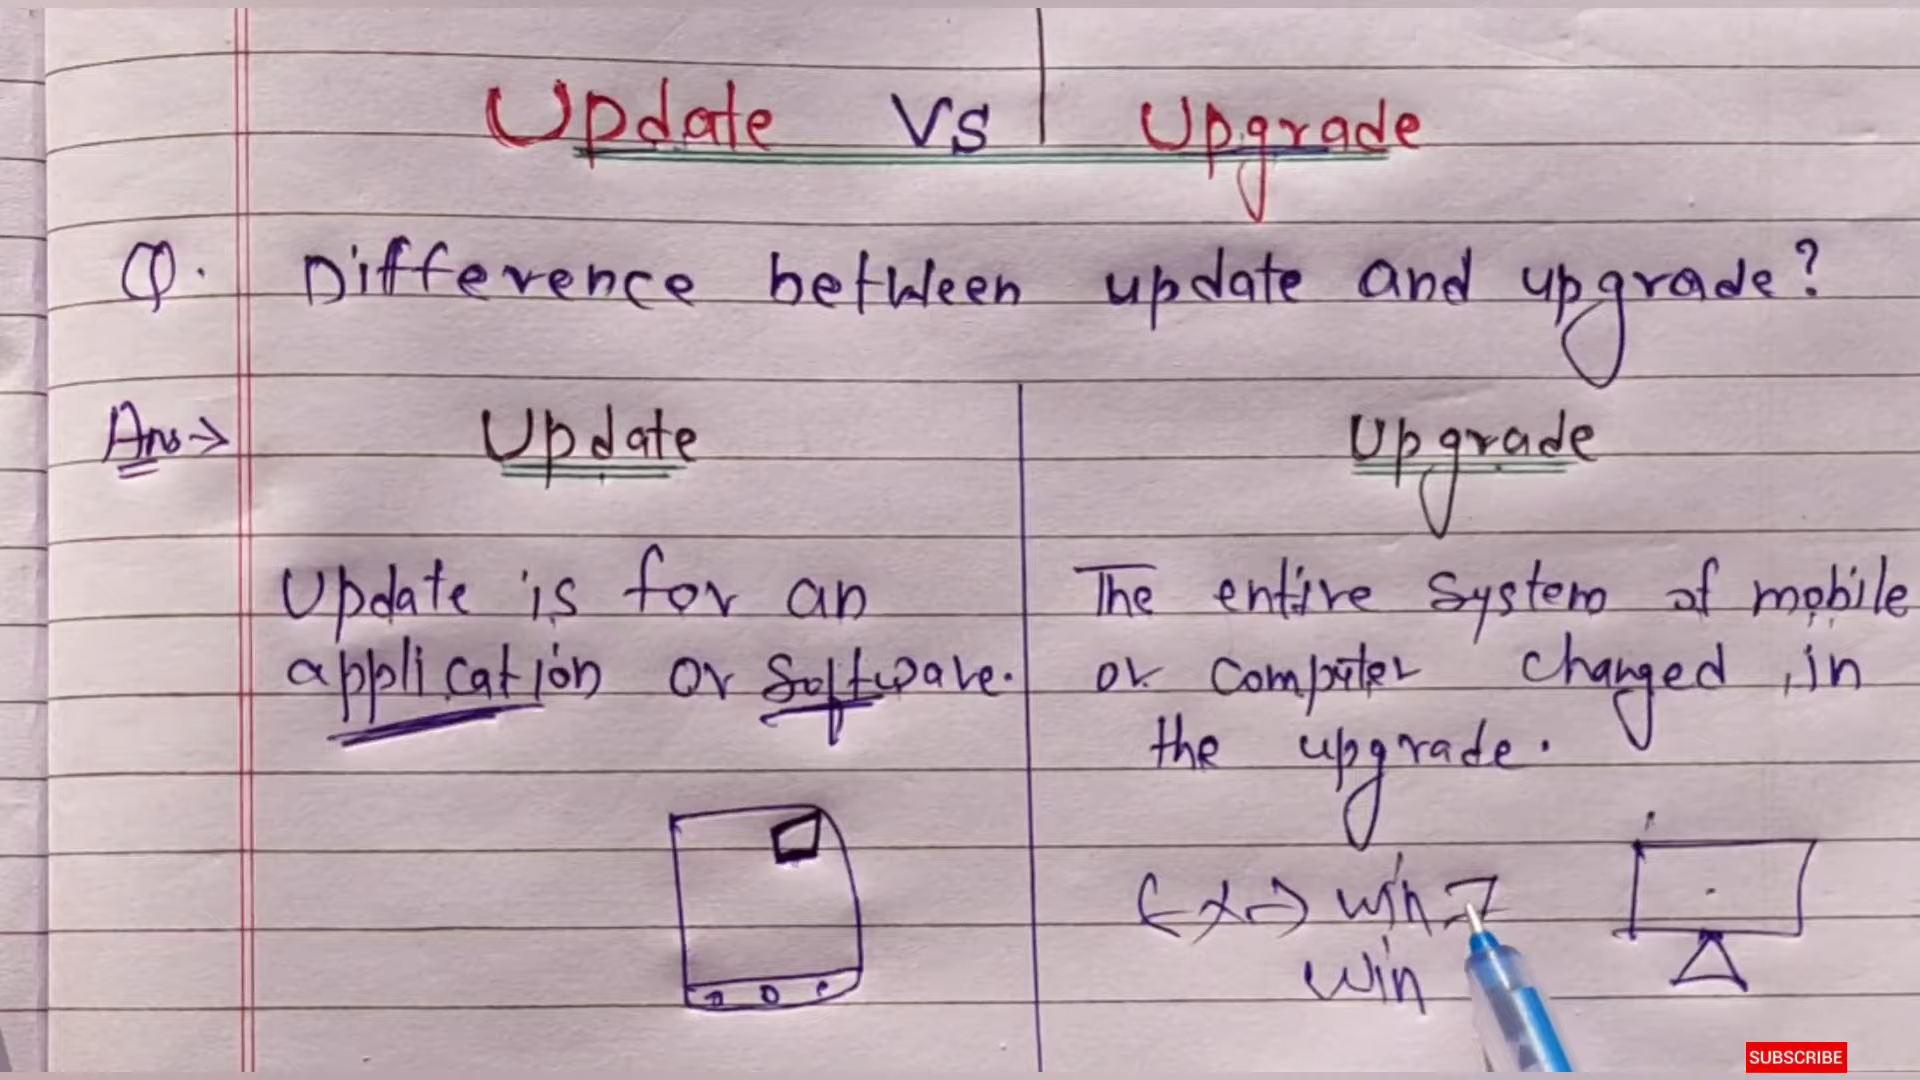 Update Vs Upgrade
Q. Difference between update and upgrade?
Ans→ Update
Update is for an
application or software.
Upgrade
The entire system of mobile
or computer changed in
the upgrade.
Ex→ win 7
win
SUBSCRIBE